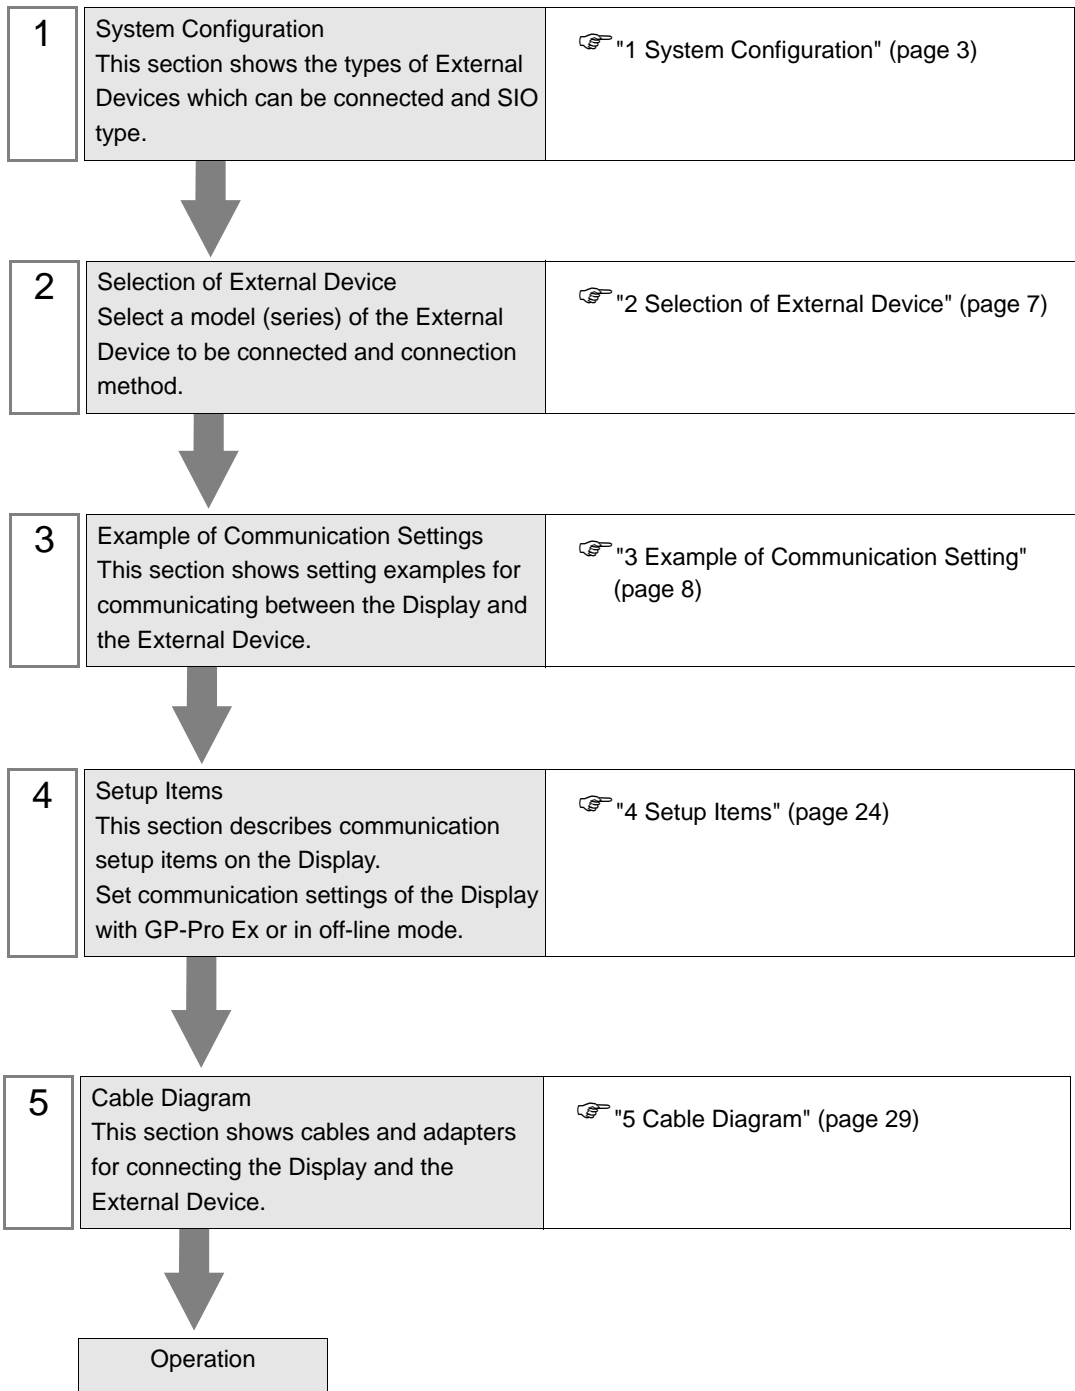 1
System Configuration
This section shows the types of External
Devices which can be connected and SIO
type.
"1 System Configuration" (page 3)
2
Selection of External Device
Select a model (series) of the External
Device to be connected and connection
method.
"2 Selection of External Device" (page 7)
3
Example of Communication Settings
This section shows setting examples for
communicating between the Display and
the External Device.
"3 Example of Communication Setting"
(page 8)
4
Setup Items
This section describes communication
setup items on the Display.
Set communication settings of the Display
with GP-Pro Ex or in off-line mode.
"4 Setup Items" (page 24)
5
Cable Diagram
This section shows cables and adapters
for connecting the Display and the
External Device.
"5 Cable Diagram" (page 29)
Operation